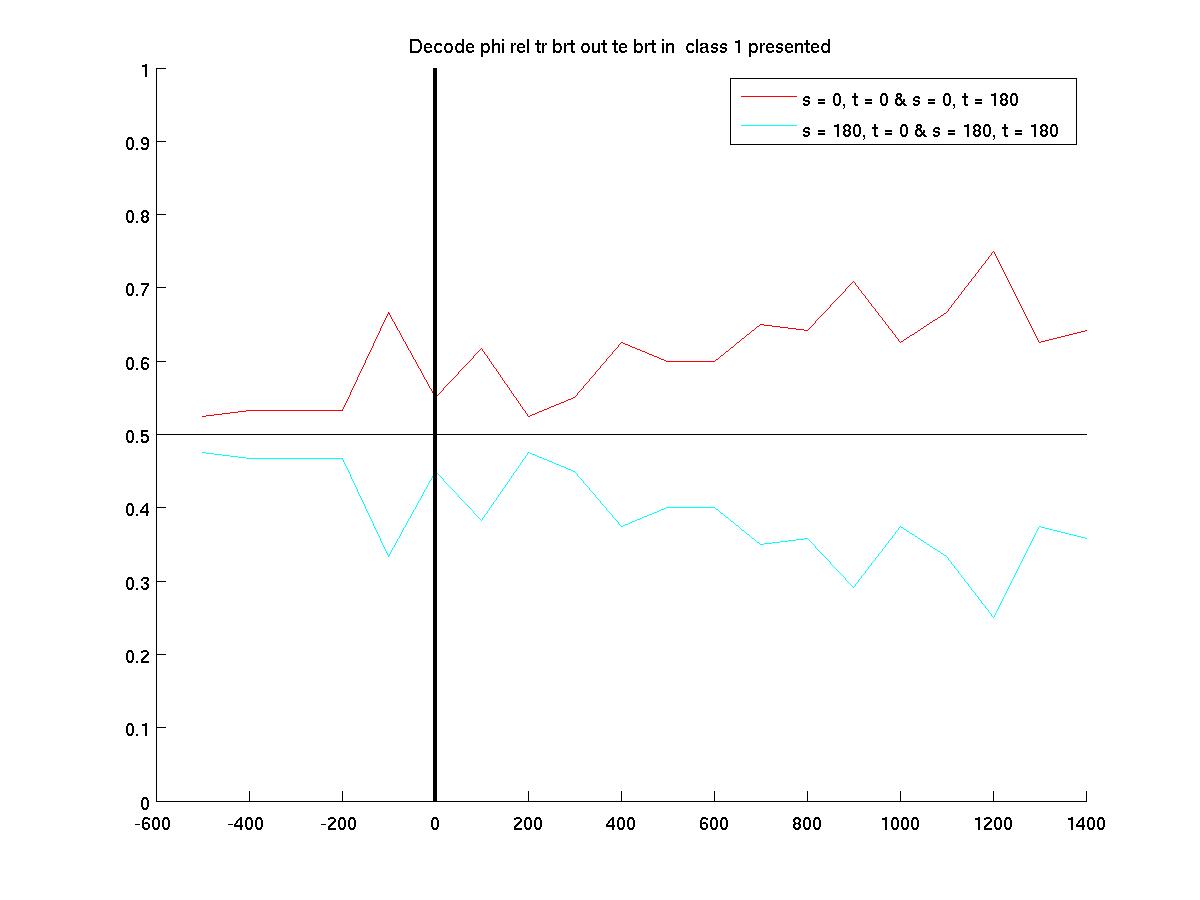 Decode phi rel tr brt out te brt in  class 1 presented
s = 0, t = 0 & s = 0, t = 180
s = 180, t = 0 & s = 180, t = 180
1
0.9
0.8
0.7
0.6
0.5
0.4
0.3
0.2
0.1
0
-600 -400 -200 0 200 400 600 800 1000 1200 1400